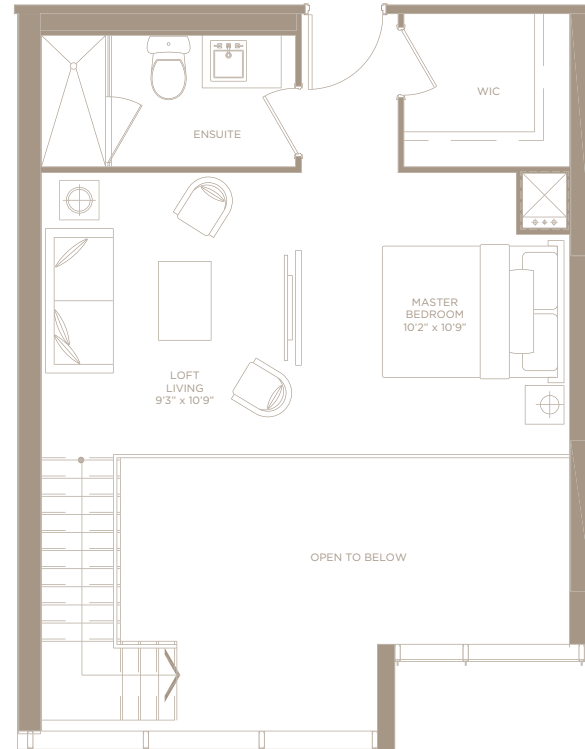 WIC
ENSUITE
MASTER
BEDROOM
10'2" x 10'9"
LOFT
LIVING
9'3" x 10'9"
OPEN TO BELOW